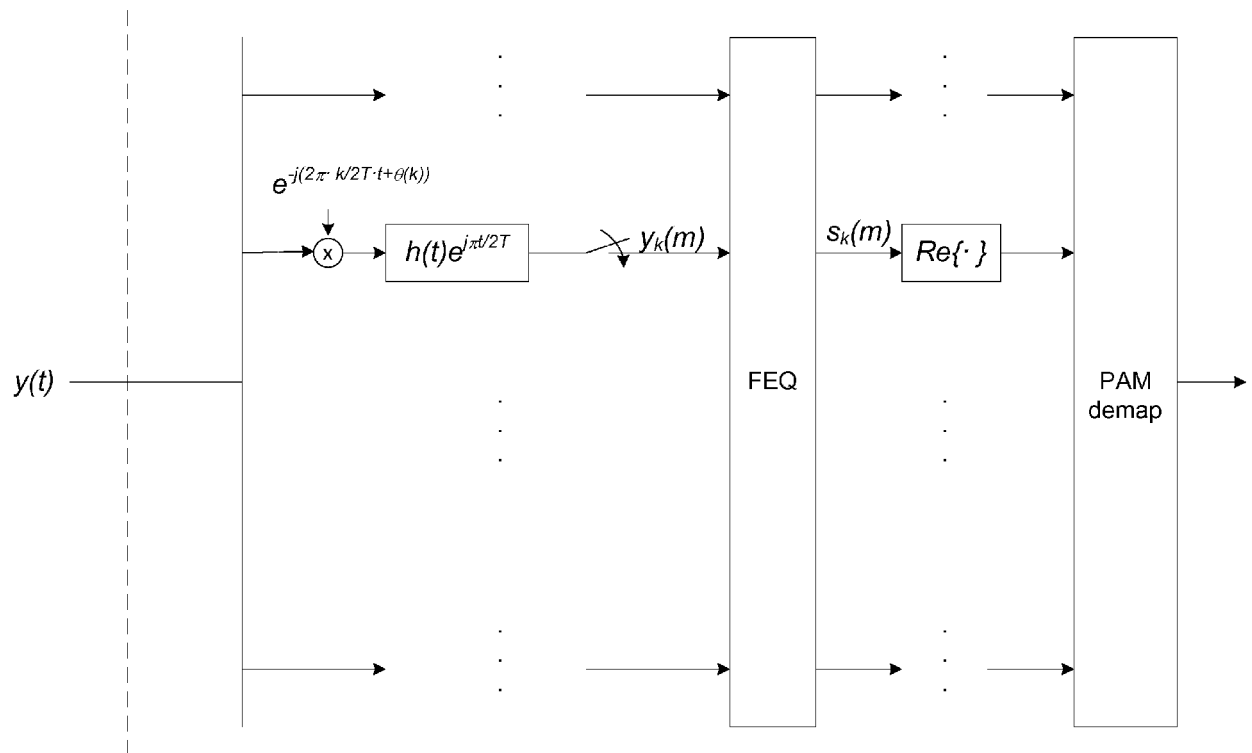 e^{-j(2π· k/2T·t+θ(k))}
x
h(t)e^{jπt/2T}
y_k(m)
s_k(m)
Re{· }
y(t)
FEQ
PAM
demap